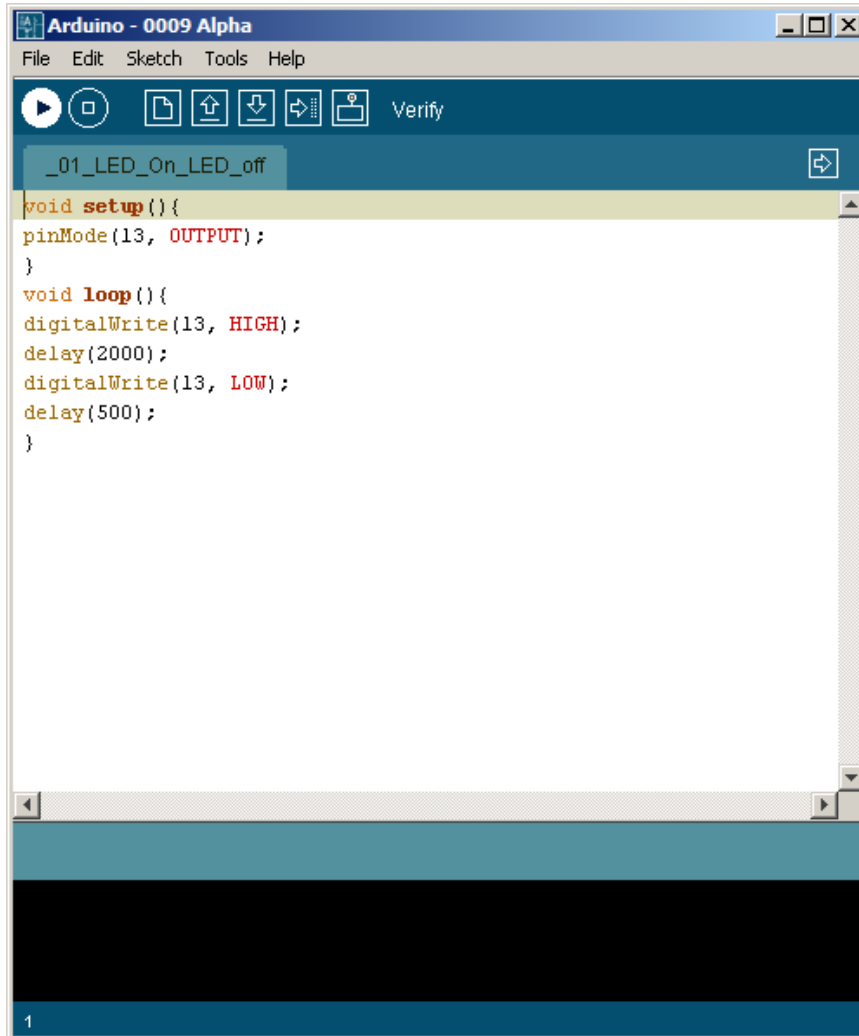 Arduino - 0009 Alpha
File Edit Sketch Tools Help
Verify
_01_LED_On_LED_off
void setup(){
pinMode(13, OUTPUT);
}
void loop(){
digitalWrite(13, HIGH);
delay(2000);
digitalWrite(13, LOW);
delay(500);
}
1